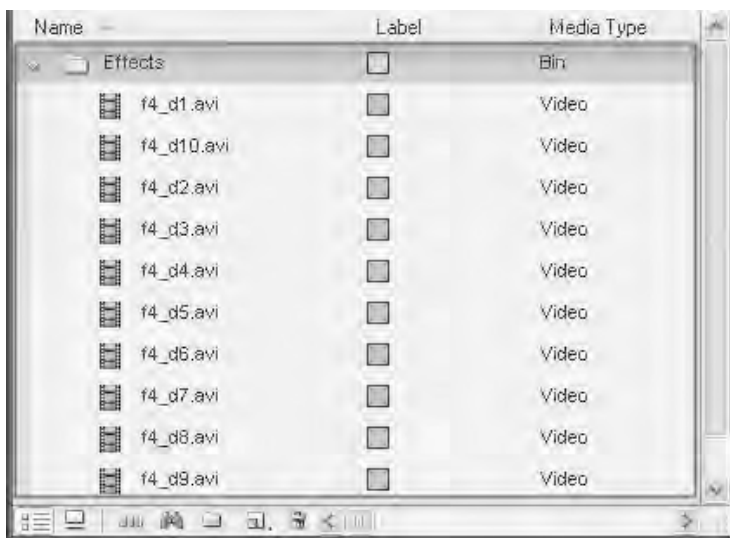 Name Label Media Type
Effects Bin
f4_d1.avi Video
f4_d10.avi Video
f4_d2.avi Video
f4_d3.avi Video
f4_d4.avi Video
f4_d5.avi Video
f4_d6.avi Video
f4_d7.avi Video
f4_d8.avi Video
f4_d9.avi Video